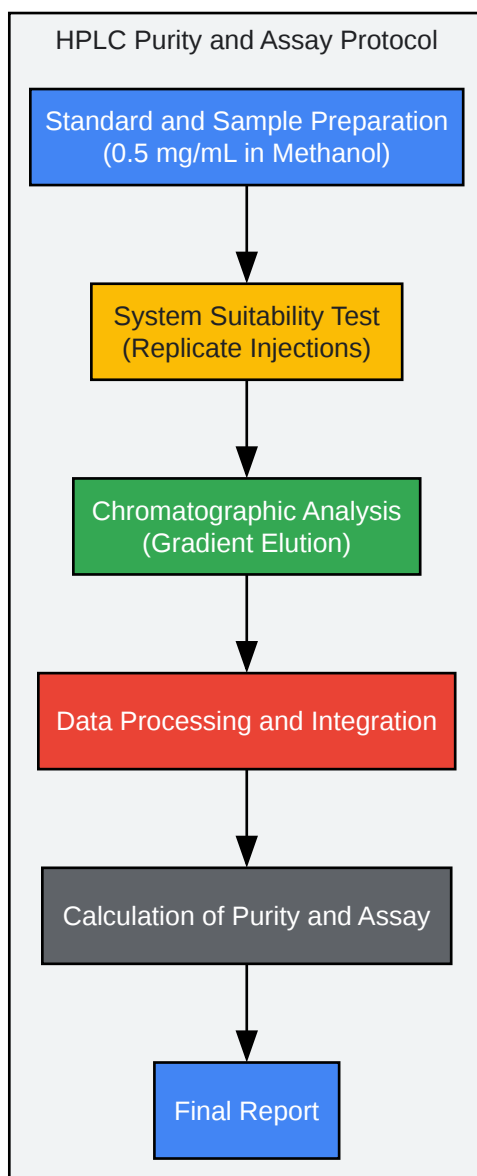 HPLC Purity and Assay Protocol
Standard and Sample Preparation
(0.5 mg/mL in Methanol)
System Suitability Test
(Replicate Injections)
Chromatographic Analysis
(Gradient Elution)
Data Processing and Integration
Calculation of Purity and Assay
Final Report